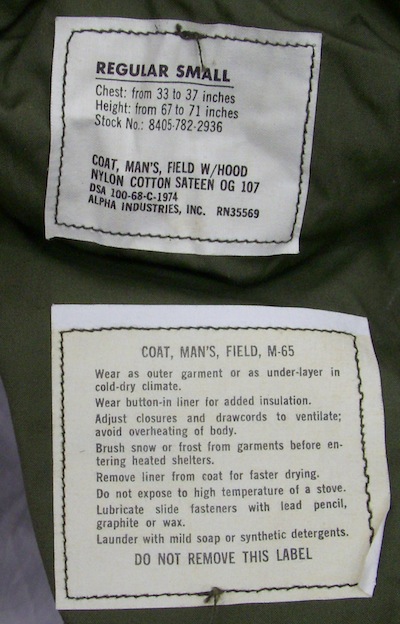 REGULAR SMALL
Chest: from 33 to 37 inches
Height: from 67 to 71 inches
Stock No.: 8405-782-2936
COAT, MAN'S, FIELD W/HOOD
NYLON COTTON SATEEN OG 107
DSA 100-68-C-1974
ALPHA INDUSTRIES, INC. RN35569
COAT, MAN'S, FIELD, M-65
Wear as outer garment or as under-layer in
cold-dry climate.
Wear button-in liner for added insulation.
Adjust closures and drawcords to ventilate;
avoid overheating of body.
Brush snow or frost from garments before en-
tering heated shelters.
Remove liner from coat for faster drying.
Do not expose to high temperature of a stove.
Lubricate slide fasteners with lead pencil,
graphite or wax.
Launder with mild soap or synthetic detergents.
DO NOT REMOVE THIS LABEL